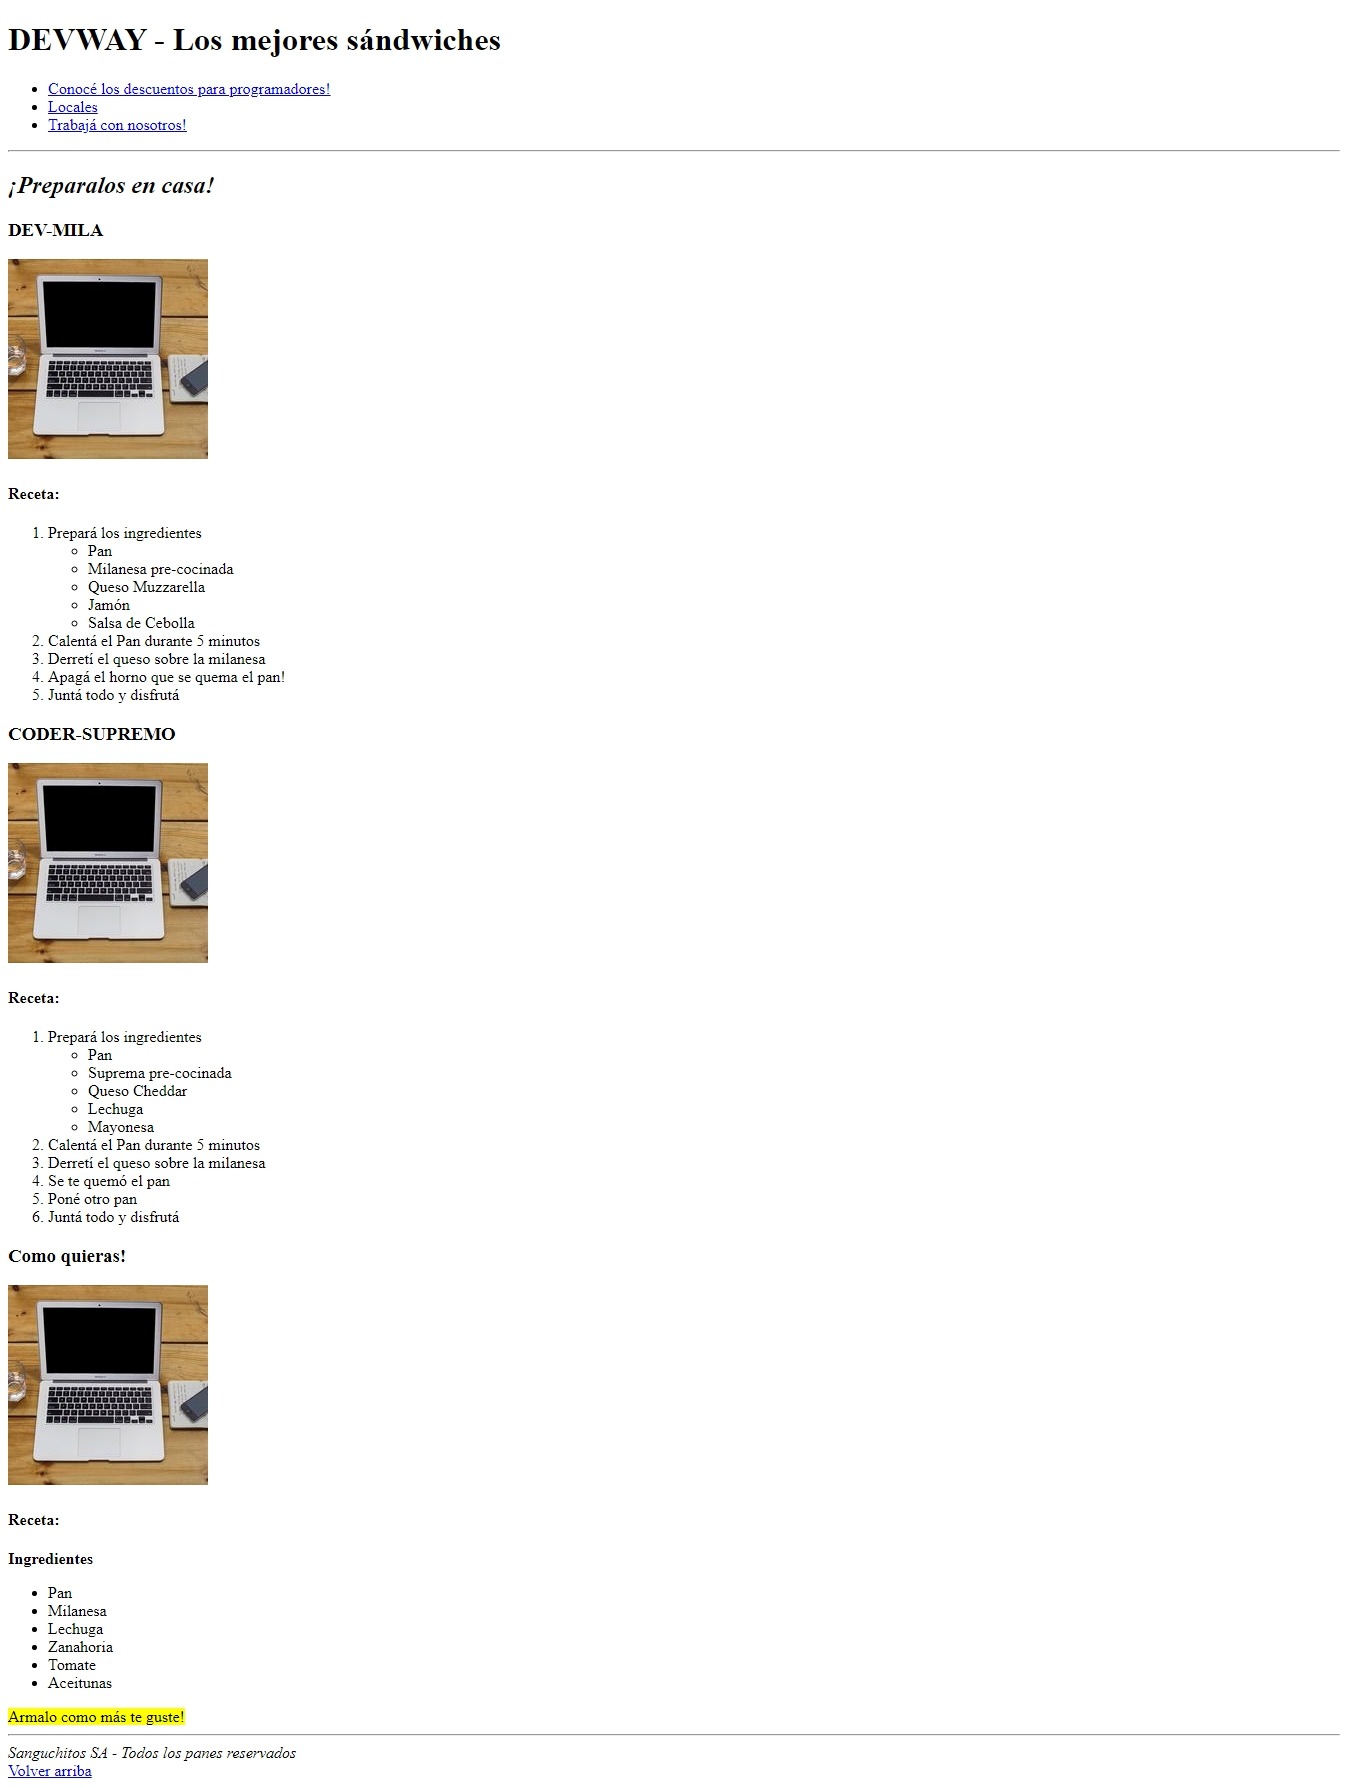 DEVWAY - Los mejores sándwiches
Conocé los descuentos para programadores!
Locales
Trabajá con nosotros!
¡Preparalos en casa!
DEV-MILA
Receta:
1. Prepará los ingredientes
Pan
Milanesa pre-cocinada
Queso Muzzarella
Jamón
Salsa de Cebolla
2. Calentá el Pan durante 5 minutos
3. Derretí el queso sobre la milanesa
4. Apagá el horno que se quema el pan!
5. Juntá todo y disfrutá
CODER-SUPREMO
Receta:
1. Prepará los ingredientes
Pan
Suprema pre-cocinada
Queso Cheddar
Lechuga
Mayonesa
2. Calentá el Pan durante 5 minutos
3. Derretí el queso sobre la milanesa
4. Se te quemó el pan
5. Poné otro pan
6. Juntá todo y disfrutá
Como quieras!
Receta:
Ingredientes
Pan
Milanesa
Lechuga
Zanahoria
Tomate
Aceitunas
Armalo como más te guste!
Sanguchitos SA - Todos los panes reservados
Volver arriba